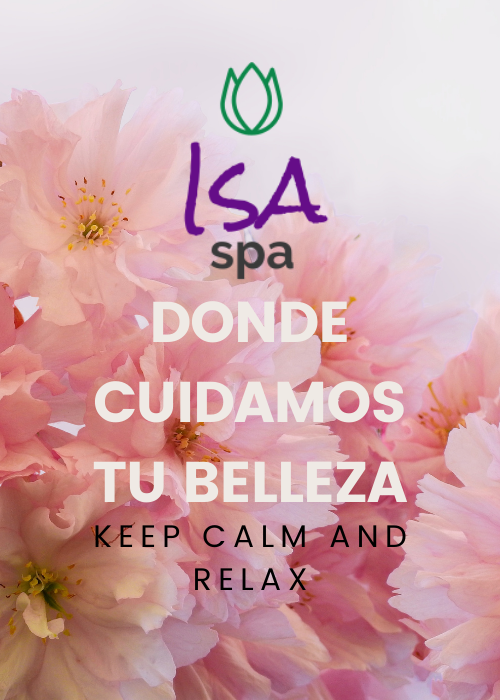 ISA
spa
DONDE
CUIDAMOS
TU BELLEZA
KEEP CALM AND
RELAX